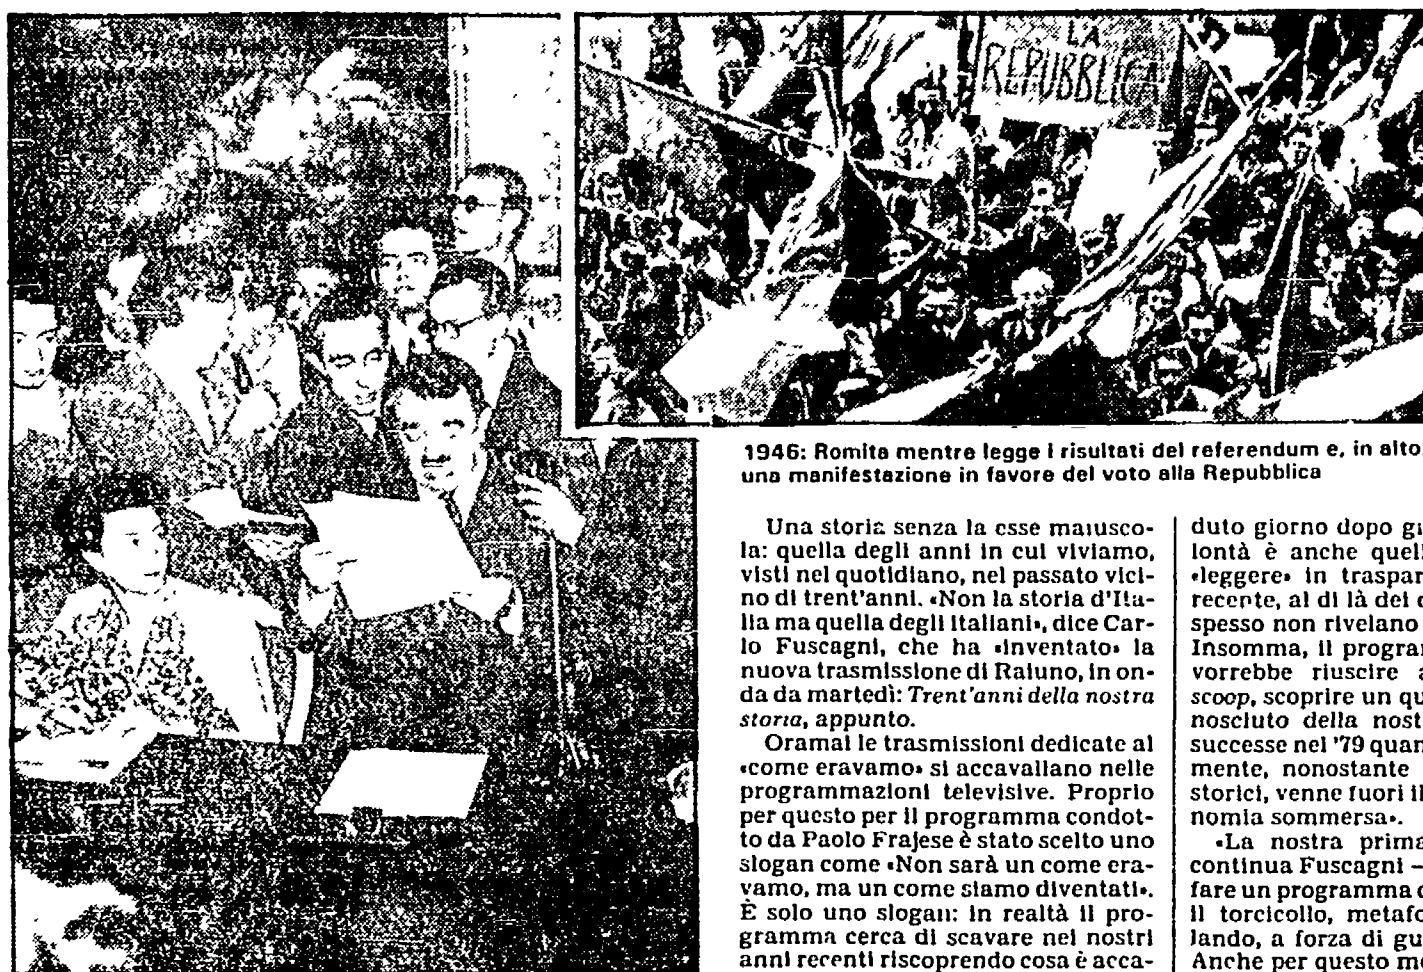 LA
REPUBBLICA
1946: Romita mentre legge i risultati del referendum e, in alto,
una manifestazione in favore del voto alla Repubblica
Una storia senza la esse maiusco-
la: quella degli anni in cui viviamo,
visti nel quotidiano, nel passato vici-
no di trent'anni. «Non la storia d'Ita-
lia ma quella degli italiani», dice Car-
lo Fuscagni, che ha «inventato» la
nuova trasmissione di Raiuno, in on-
da da martedì: Trent'anni della nostra
storia, appunto.
Oramai le trasmissioni dedicate al
«come eravamo» si accavallano nelle
programmazioni televisive. Proprio
per questo per il programma condot-
to da Paolo Frajese è stato scelto uno
slogan come «Non sarà un come era-
vamo, ma un come siamo diventati».
È solo uno slogan: in realtà il pro-
gramma cerca di scavare nei nostri
anni recenti riscoprendo cosa è acca-
duto giorno dopo gi
lontà è anche quell
«leggere» in traspar
recente, al di là dei
spesso non rivelano
Insomma, il progra
vorrebbe riuscire a
scoop, scoprire un qu
nosciuto della nost
successe nel '79 quan
mente, nonostante
storici, venne fuori il
nomia sommersa».
«La nostra prima
continua Fuscagni –
fare un programma
il torcicollo, metafo
lando, a forza di gu
Anche per questo mo